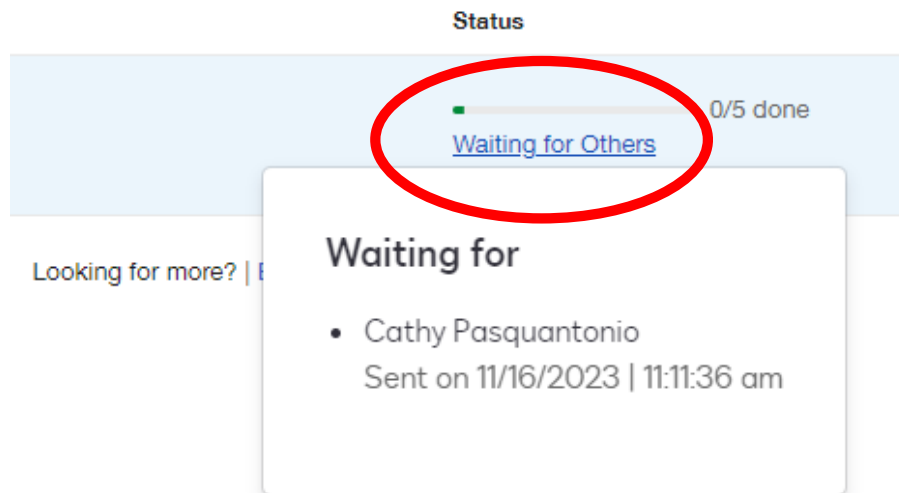 Status
0/5 done
Waiting for Others
Looking for more? |
Waiting for
• Cathy Pasquantonio
Sent on 11/16/2023 | 11:11:36 am